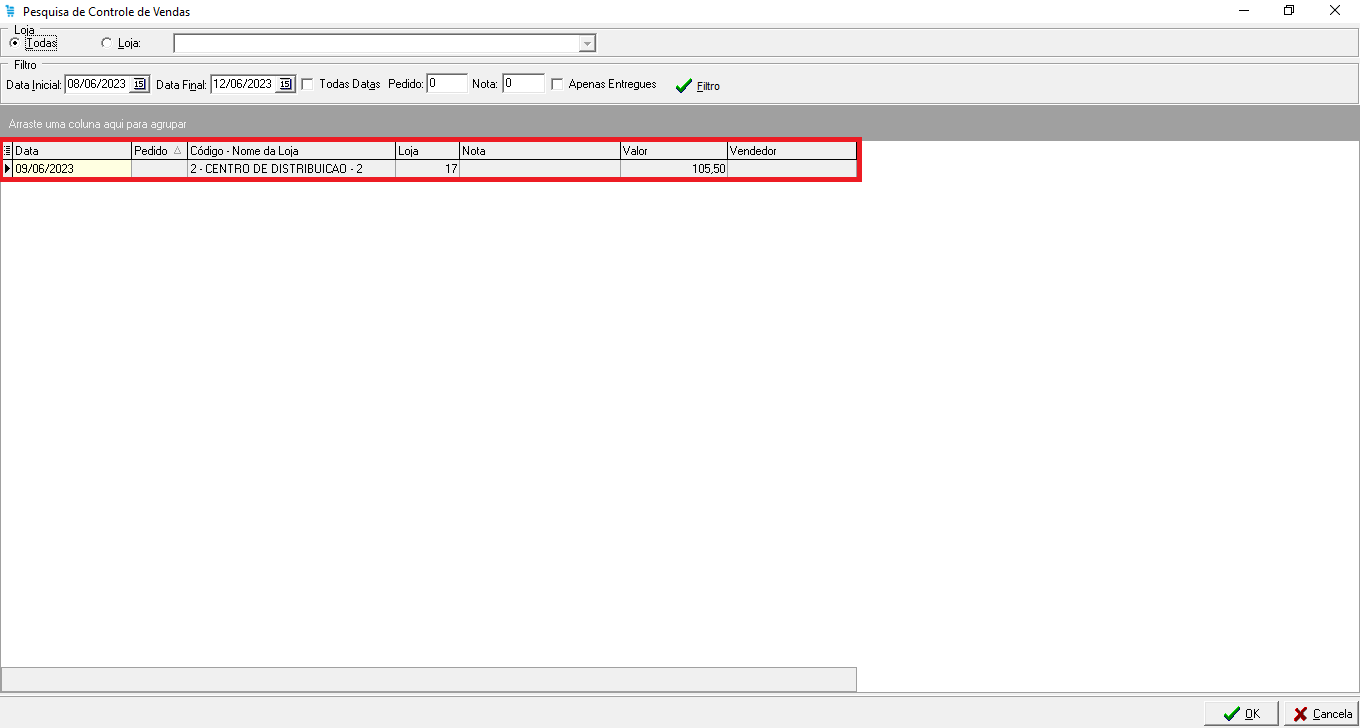 Pesquisa de Controle de Vendas
Loja
Todas Loja:
Filtro
Data Inicial: 08/06/2023 15 Data Final: 12/06/2023 15 Todas Datas Pedido: 0 Nota: 0 Apenas Entregues Filtro
Arraste uma coluna aqui para agrupar
Data Pedido Código - Nome da Loja Loja Nota Valor Vendedor
09/06/2023 2 - CENTRO DE DISTRIBUICAO - 2 17 105,50
OK Cancela